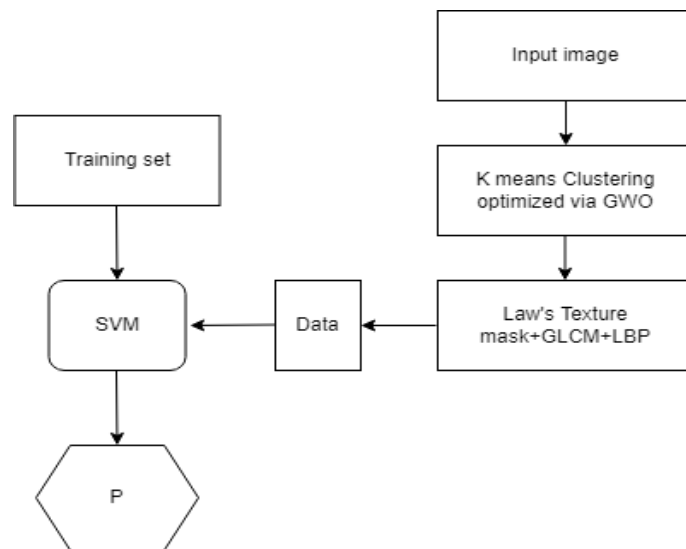 Input image
Training set
K means Clustering
optimized via GWO
SVM
Data
Law's Texture
mask+GLCM+LBP
P